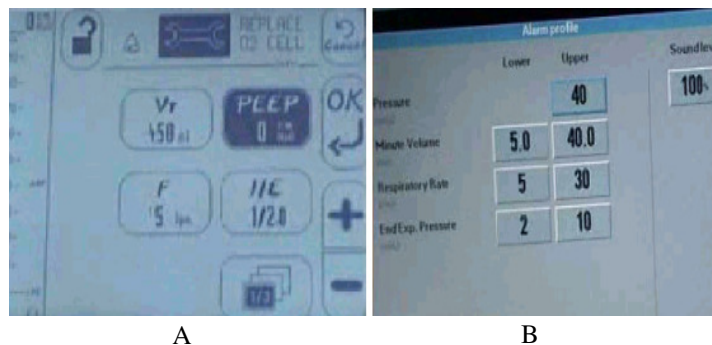 REPLACE
O2 CELL
Cancel
VT
450 ml
PEEP
0
OK
F
15
I/E
1/2.0
1/3
A
Alarm profile
Lower
Upper
Sound level
Pressure
40
100%
Minute Volume
5.0
40.0
Respiratory Rate
5
30
End Exp. Pressure
2
10
B